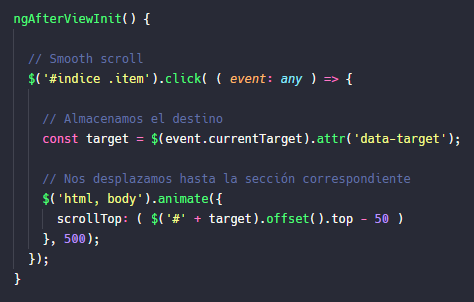 ngAfterViewInit() {
// Smooth scroll
$('#indice .item').click( ( event: any ) => {
// Almacenamos el destino
const target = $(event.currentTarget).attr('data-target');
// Nos desplazamos hasta la sección correspondiente
$('html, body').animate({
scrollTop: ( $('#' + target).offset().top - 50 )
}, 500);
});
}